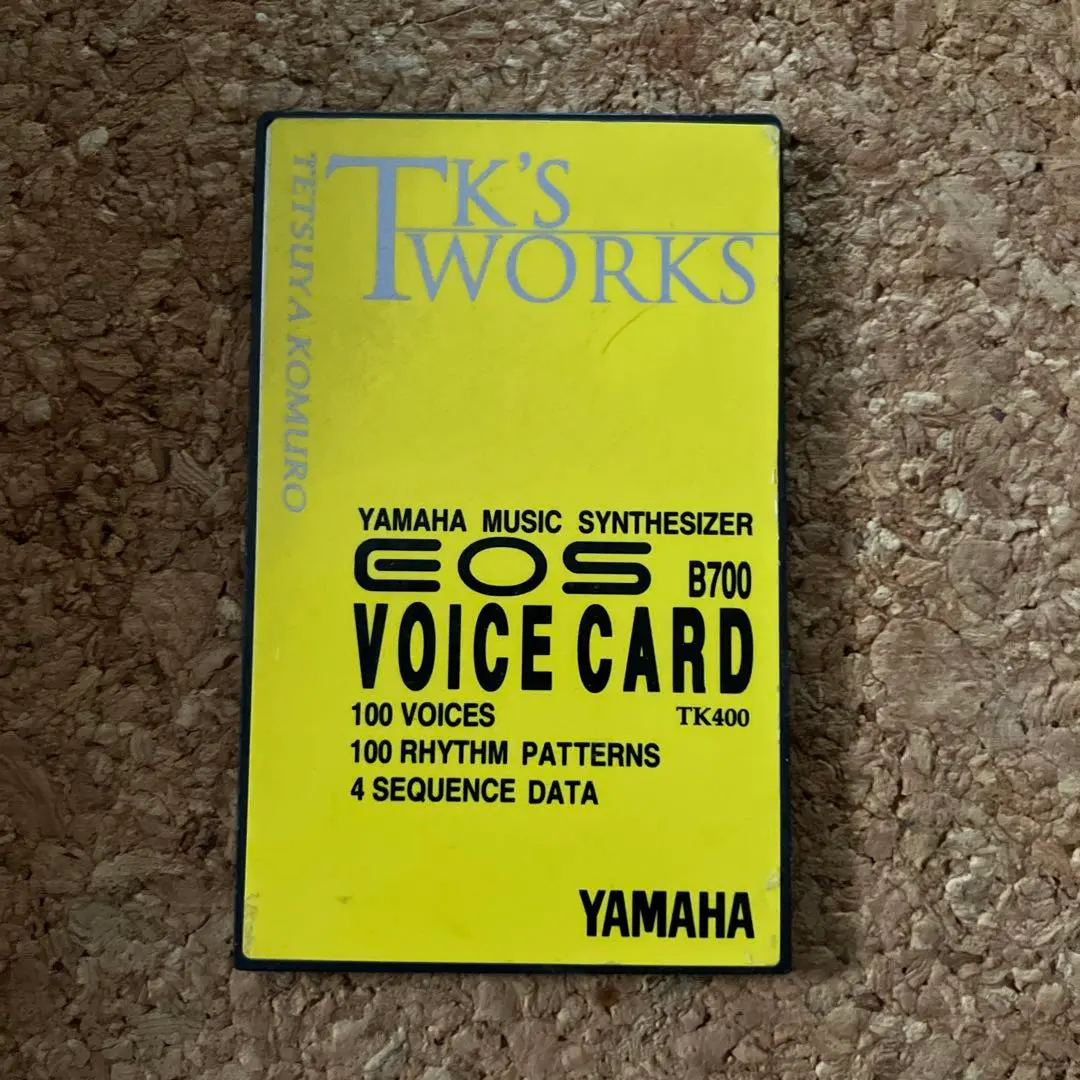 TK'S
WORKS
TETSUYA KOMURO
YAMAHA MUSIC SYNTHESIZER
EOS B700
VOICE CARD
100 VOICES TK400
100 RHYTHM PATTERNS
4 SEQUENCE DATA
YAMAHA